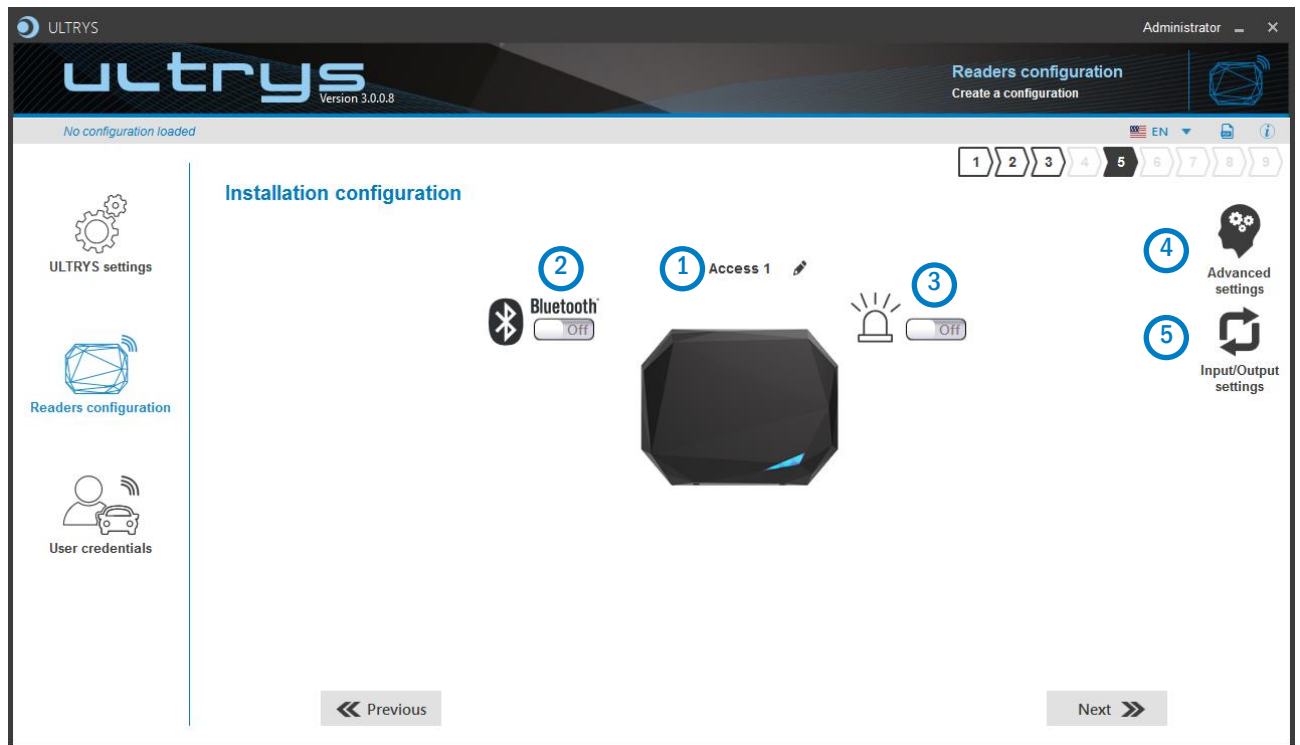 ULTRYS
Administrator
ultrys
Version 3.0.0.8
Readers configuration
Create a configuration
No configuration loaded
EN
1 2 3 4 5 6 7 8 9
Installation configuration
ULTRYS settings
Readers configuration
User credentials
2
Bluetooth
Off
1 Access 1
3
Off
4
Advanced
settings
5
Input/Output
settings
Previous
Next